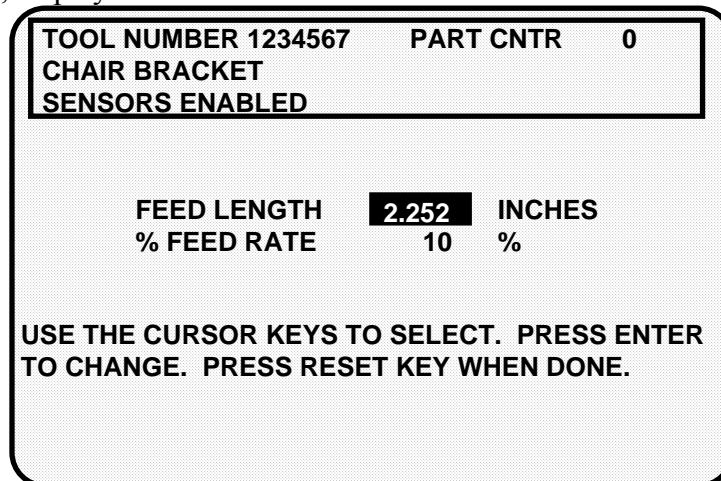 TOOL NUMBER 1234567 PART CNTR 0
CHAIR BRACKET
SENSORS ENABLED
FEED LENGTH 2.252 INCHES
% FEED RATE 10 %
USE THE CURSOR KEYS TO SELECT. PRESS ENTER
TO CHANGE. PRESS RESET KEY WHEN DONE.